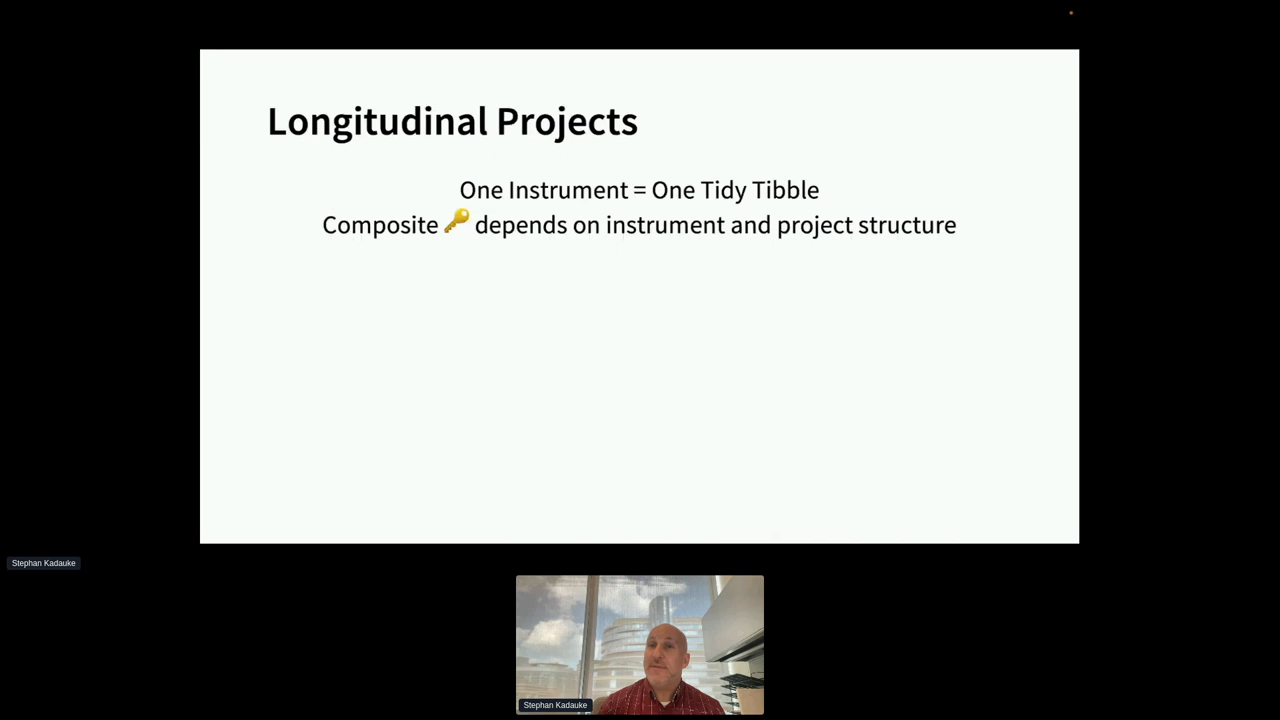 Longitudinal Projects
One Instrument = One Tidy Tibble
Composite 🔑 depends on instrument and project structure
Stephan Kadauke
Stephan Kadauke